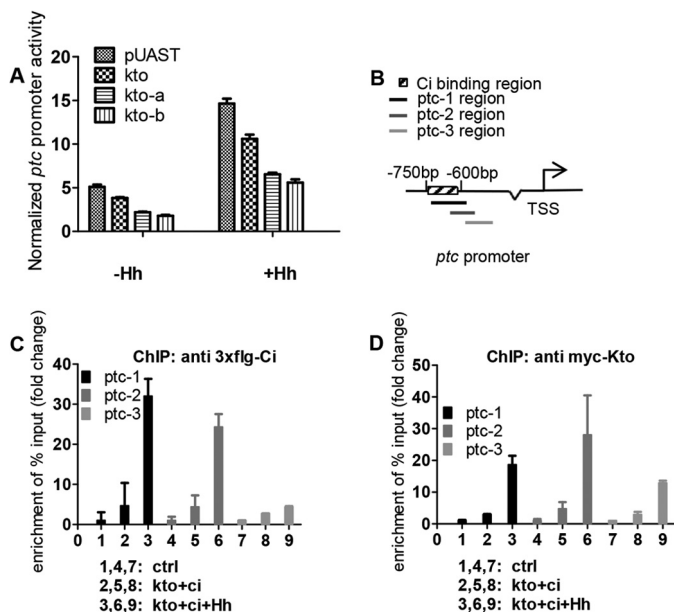 A
Normalized ptc promoter activity
20
15
10
5
0
pUAST
kto
kto-a
kto-b
-Hh
+Hh
B
Ci binding region
ptc-1 region
ptc-2 region
ptc-3 region
-750bp
-600bp
TSS
ptc promoter
C
ChIP: anti 3xflg-Ci
enrichment of % input (fold change)
40
30
20
10
0
ptc-1
ptc-2
ptc-3
0 1 2 3 4 5 6 7 8 9
1,4,7: ctrl
2,5,8: kto+ci
3,6,9: kto+ci+Hh
D
ChIP: anti myc-Kto
enrichment of % input (fold change)
50
40
30
20
10
0
ptc-1
ptc-2
ptc-3
0 1 2 3 4 5 6 7 8 9
1,4,7: ctrl
2,5,8: kto+ci
3,6,9: kto+ci+Hh